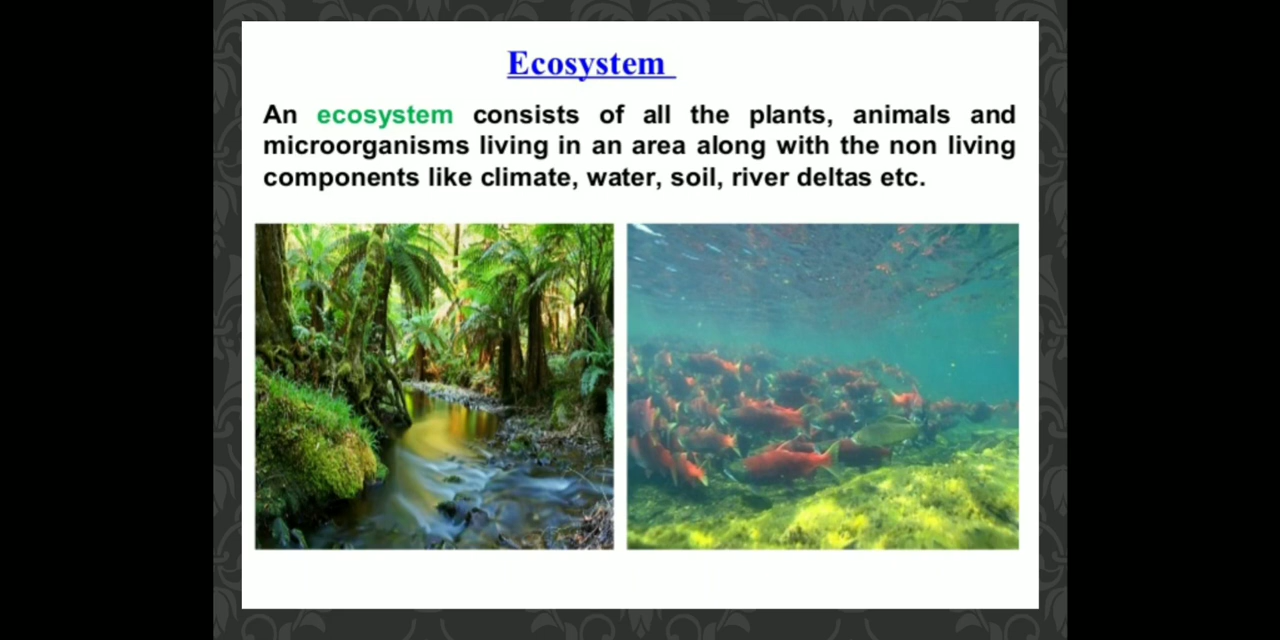 Ecosystem
An ecosystem consists of all the plants, animals and
microorganisms living in an area along with the non living
components like climate, water, soil, river deltas etc.